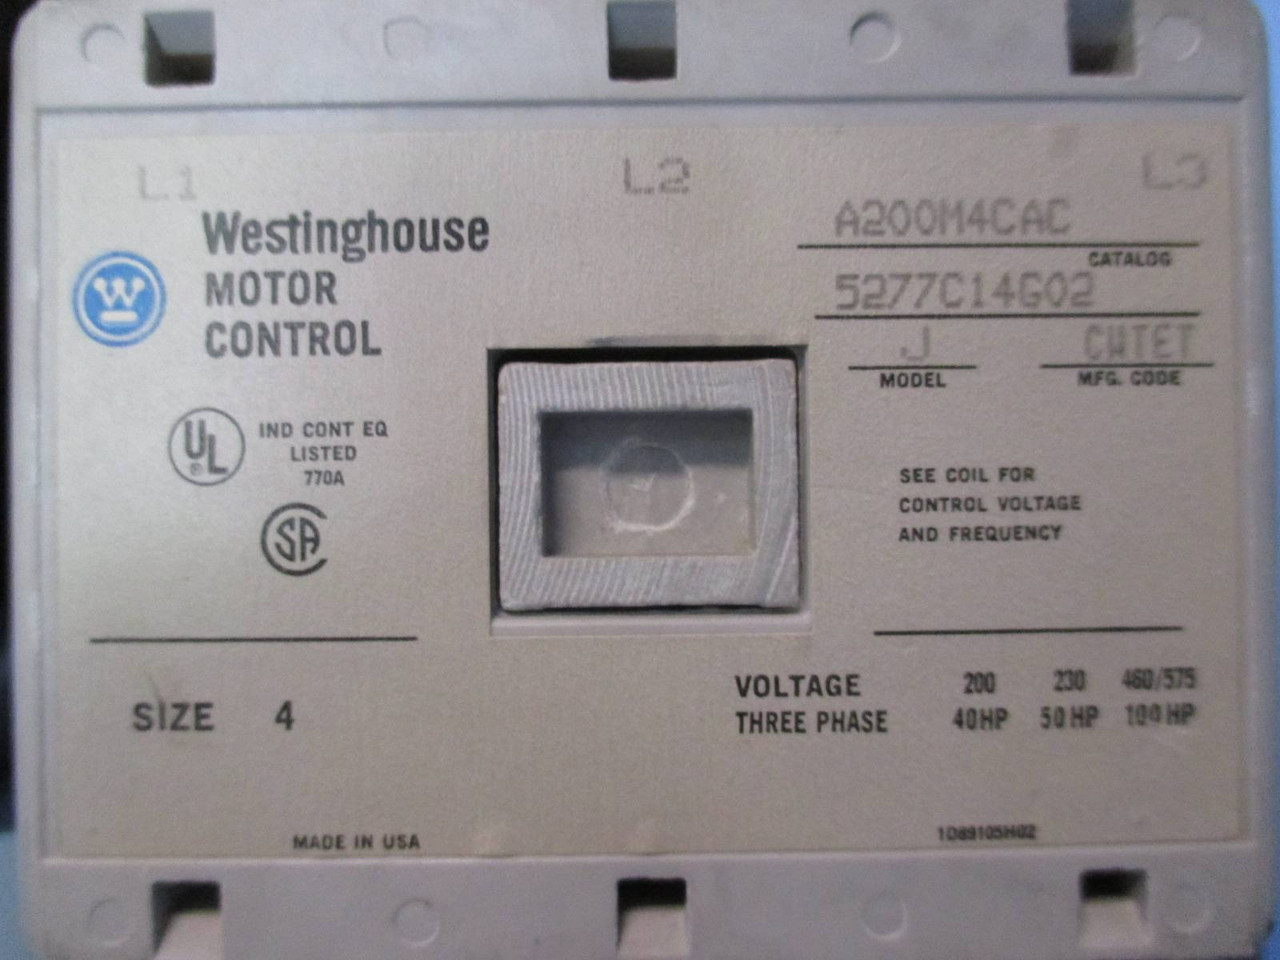 L1 L2 L3
Westinghouse
MOTOR
CONTROL
W
A200M4CAC
CATALOG
5277C14G02
J CWTET
MODEL MFG. CODE
UL
®
IND CONT EQ
LISTED
770A
SA
SEE COIL FOR
CONTROL VOLTAGE
AND FREQUENCY
SIZE 4
VOLTAGE 200 230 460/575
THREE PHASE 40HP 50HP 100HP
MADE IN USA
1D89105H02